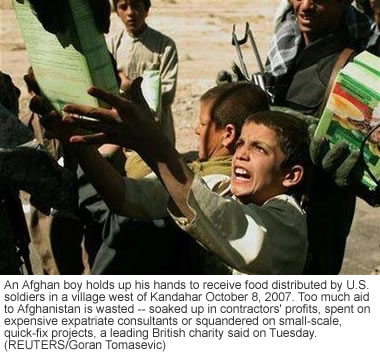 An Afghan boy holds up his hands to receive food distributed by U.S.
soldiers in a village west of Kandahar October 8, 2007. Too much aid
to Afghanistan is wasted -- soaked up in contractors' profits, spent on
expensive expatriate consultants or squandered on small-scale,
quick-fix projects, a leading British charity said on Tuesday.
(REUTERS/Goran Tomasevic)